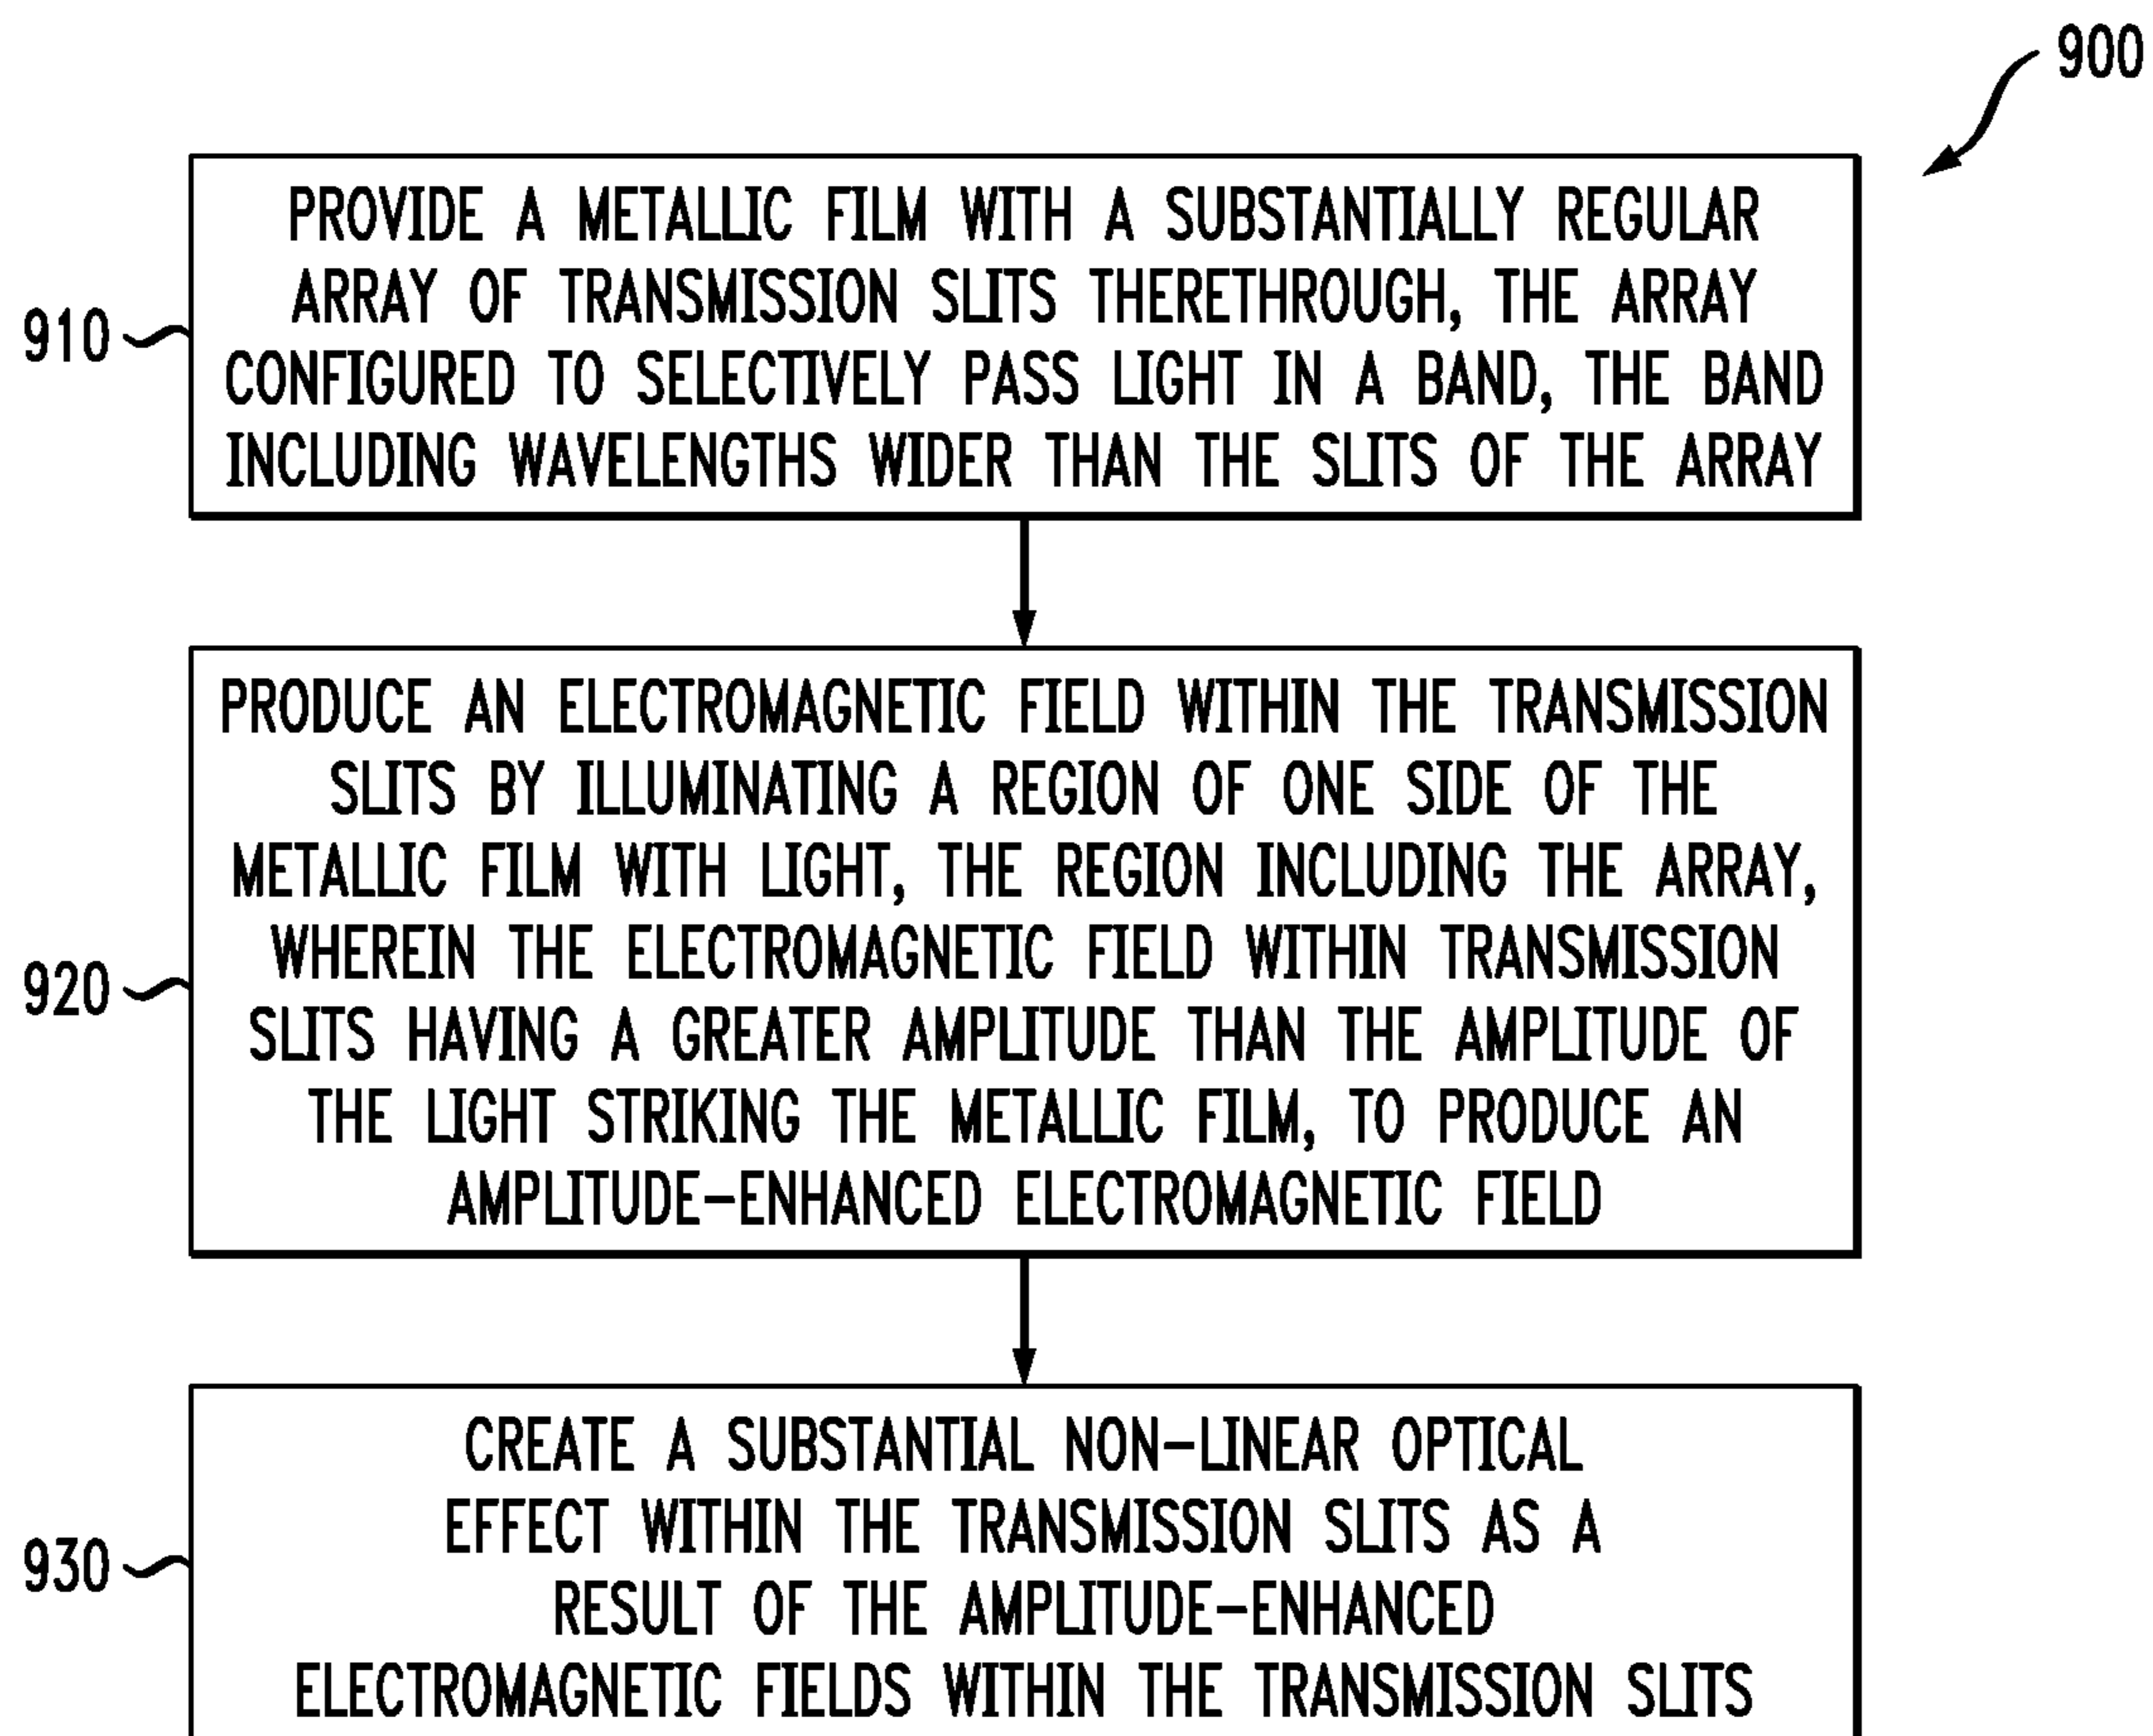 900
PROVIDE A METALLIC FILM WITH A SUBSTANTIALLY REGULAR
ARRAY OF TRANSMISSION SLITS THERETHROUGH, THE ARRAY
CONFIGURED TO SELECTIVELY PASS LIGHT IN A BAND, THE BAND
INCLUDING WAVELENGTHS WIDER THAN THE SLITS OF THE ARRAY
910
PRODUCE AN ELECTROMAGNETIC FIELD WITHIN THE TRANSMISSION
SLITS BY ILLUMINATING A REGION OF ONE SIDE OF THE
METALLIC FILM WITH LIGHT, THE REGION INCLUDING THE ARRAY,
WHEREIN THE ELECTROMAGNETIC FIELD WITHIN TRANSMISSION
SLITS HAVING A GREATER AMPLITUDE THAN THE AMPLITUDE OF
THE LIGHT STRIKING THE METALLIC FILM, TO PRODUCE AN
AMPLITUDE-ENHANCED ELECTROMAGNETIC FIELD
920
CREATE A SUBSTANTIAL NON-LINEAR OPTICAL
EFFECT WITHIN THE TRANSMISSION SLITS AS A
RESULT OF THE AMPLITUDE-ENHANCED
ELECTROMAGNETIC FIELDS WITHIN THE TRANSMISSION SLITS
930